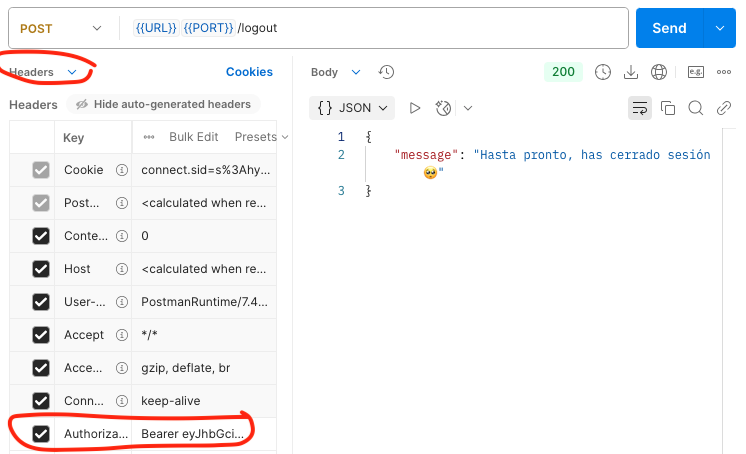 POST {{URL}} {{PORT}}/logout Send
Headers Cookies
Headers Hide auto-generated headers
Key ••• Bulk Edit Presets
Cookie connect.sid=s%3Ahy...
Post... <calculated when re...
Conte... 0
Host <calculated when re...
User-... PostmanRuntime/7.4...
Accept */*
Acce... gzip, deflate, br
Conn... keep-alive
Authoriza... Bearer eyJhbGci...
Body 200 e.g.
{} JSON
1 {
2 "message": "Hasta pronto, has cerrado sesión
🥺"
3 }